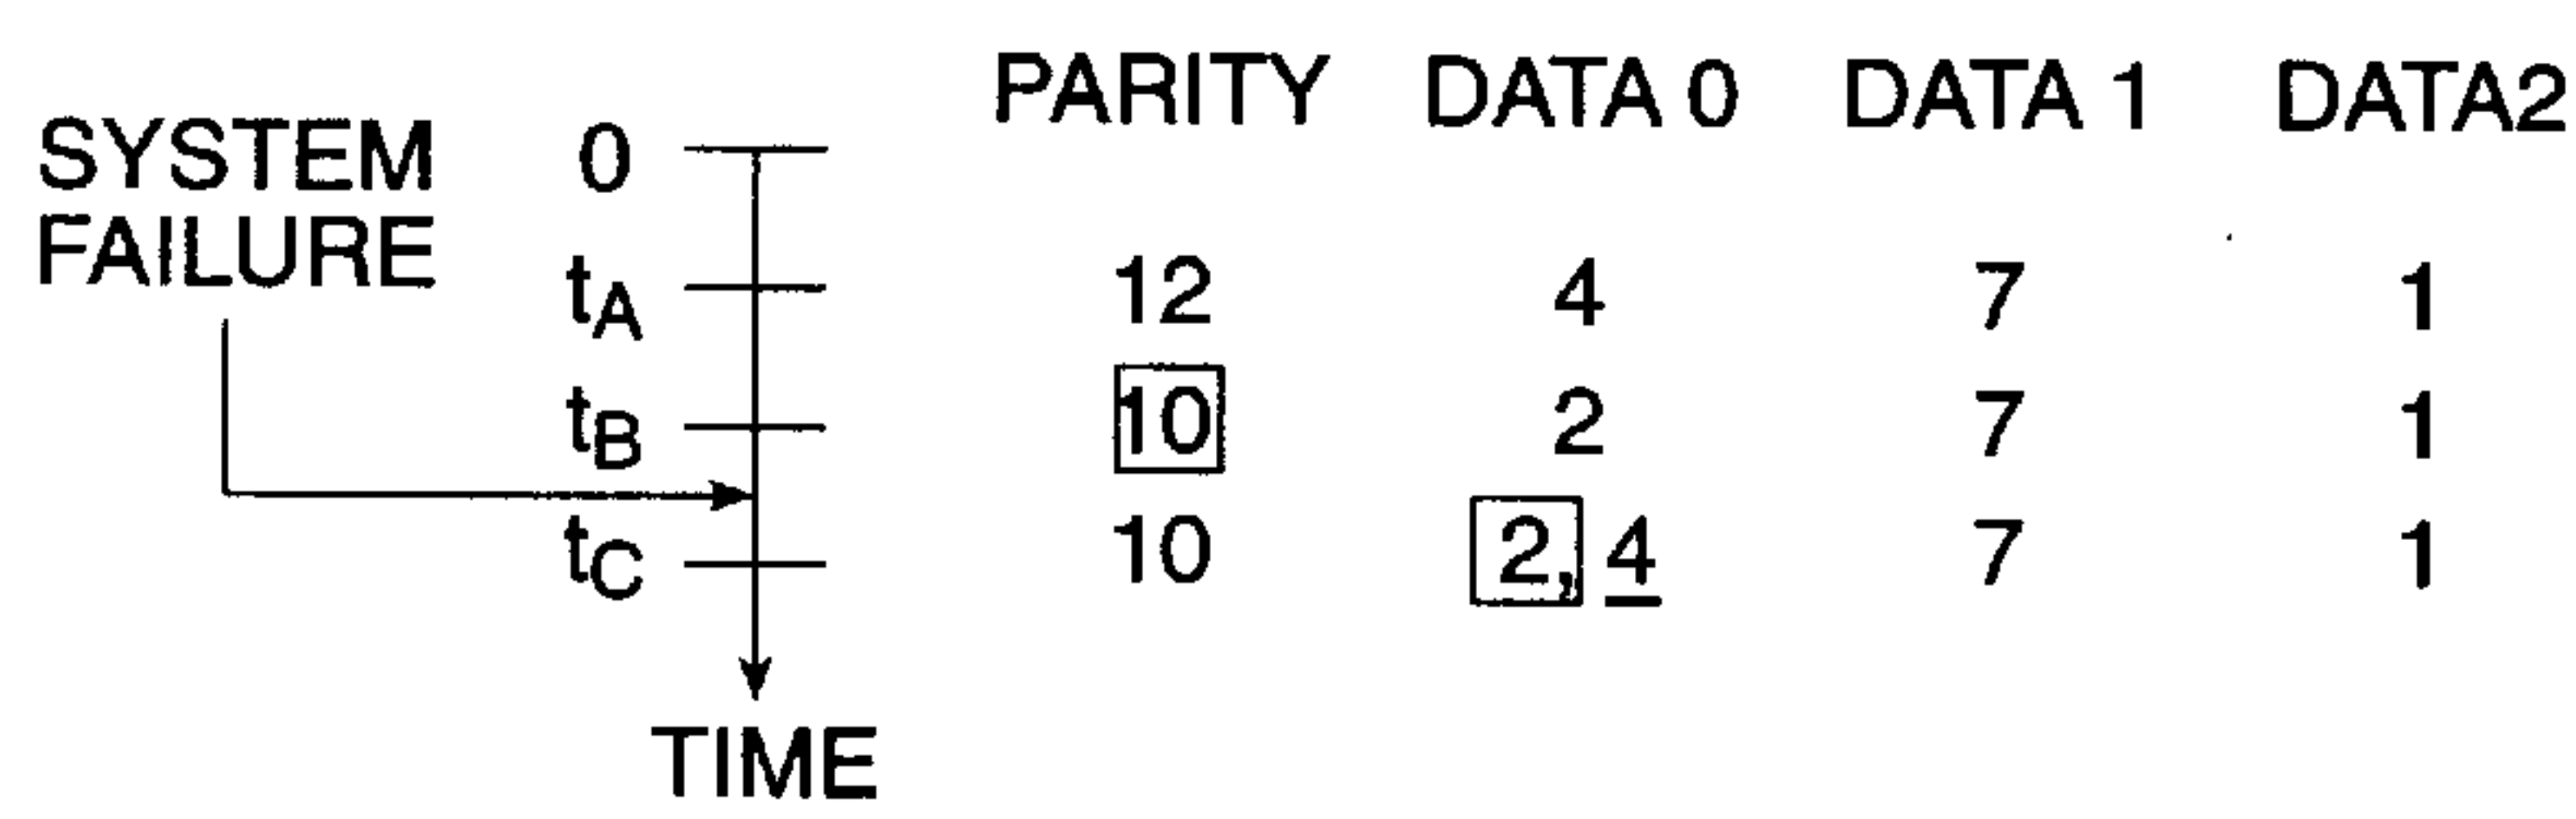 PARITY DATA 0 DATA 1 DATA2
SYSTEM FAILURE
0
tA 12 4 7 1
tB 10 2 7 1
tC 10 2, 4 7 1
TIME